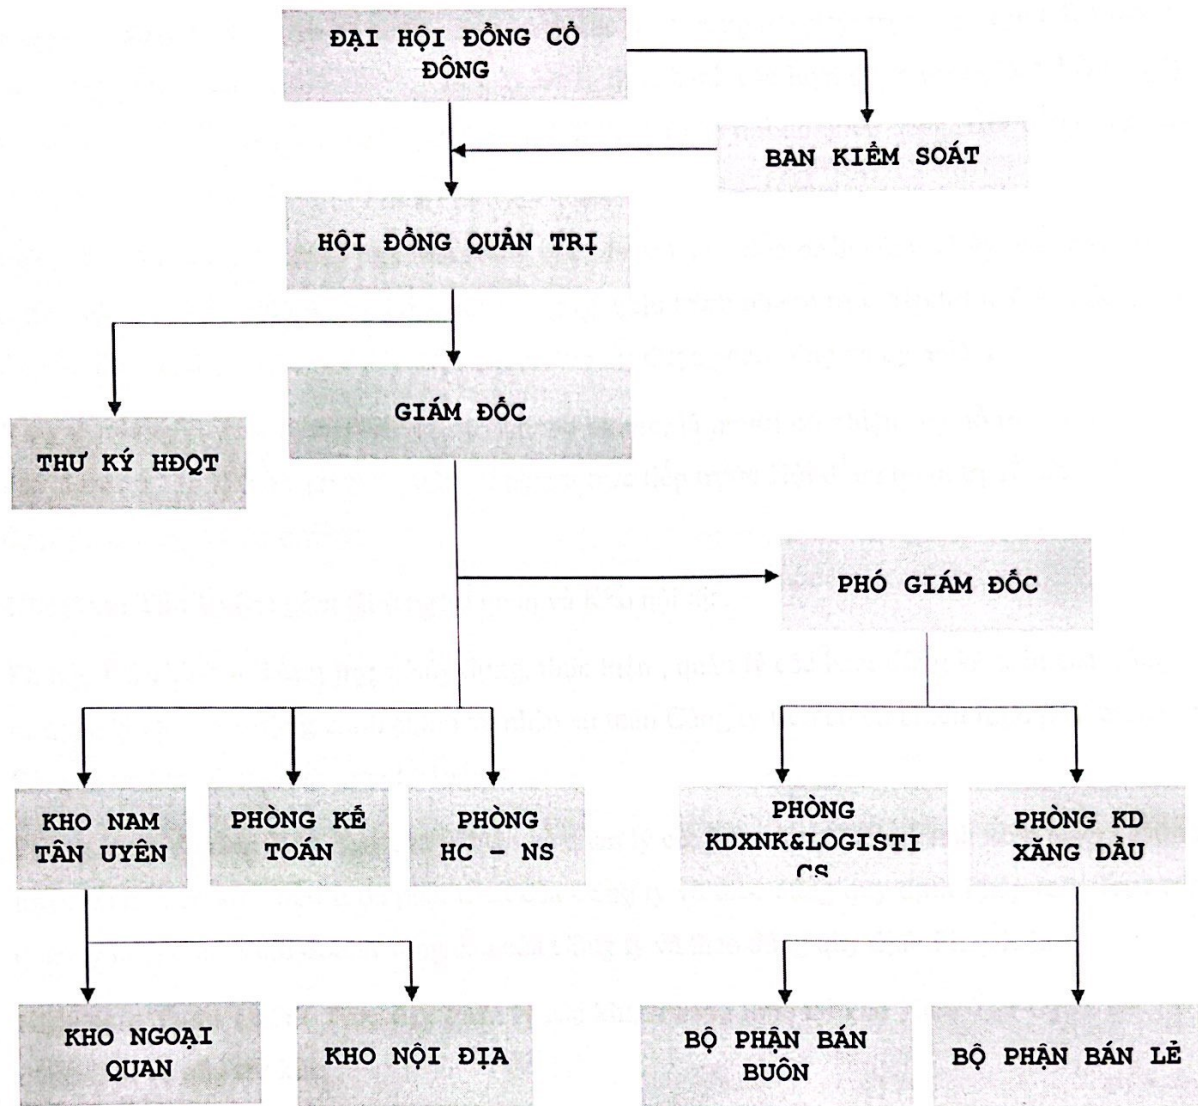 ĐẠI HỘI ĐỒNG CỔ
ĐÔNG
BAN KIỂM SOÁT
HỘI ĐỒNG QUẢN TRỊ
GIÁM ĐỐC
THƯ KÝ HĐQT
PHÓ GIÁM ĐỐC
KHO NAM
TÂN UYÊN
PHÒNG KẾ
TOÁN
PHÒNG
HC – NS
PHÒNG
KDXNK&LOGISTI
CS
PHÒNG KD
XĂNG DẦU
KHO NGOẠI
QUAN
KHO NỘI ĐỊA
BỘ PHẬN BÁN
BUÔN
BỘ PHẬN BÁN LẺ